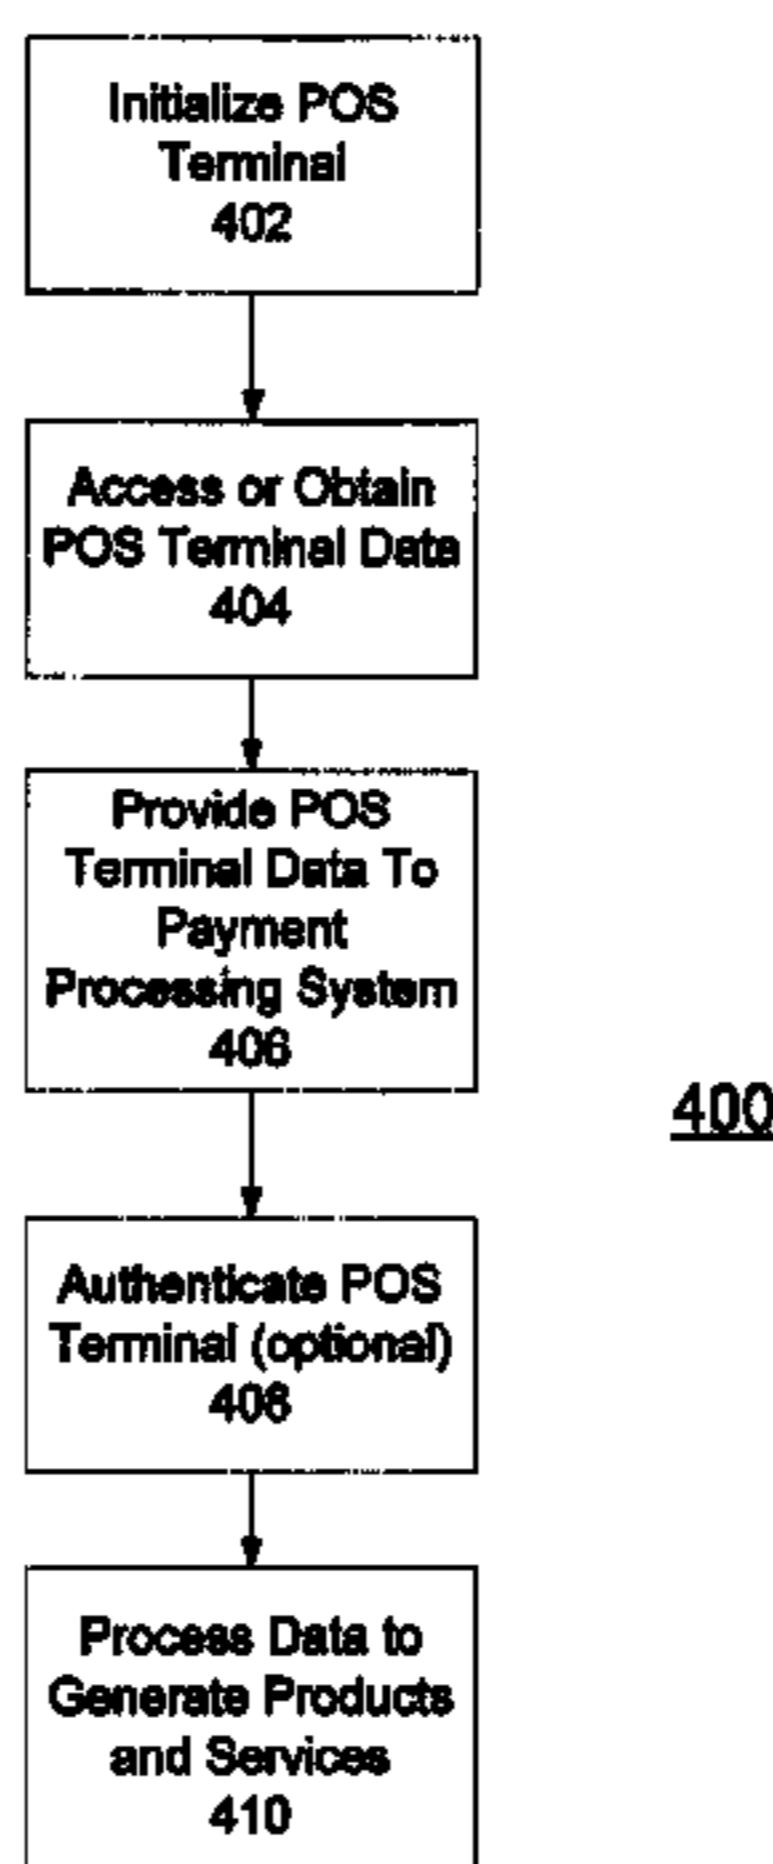 Initialize POS
Terminal
402
Access or Obtain
POS Terminal Data
404
Provide POS
Terminal Data To
Payment
Processing System
406
400
Authenticate POS
Terminal (optional)
408
Process Data to
Generate Products
and Services
410